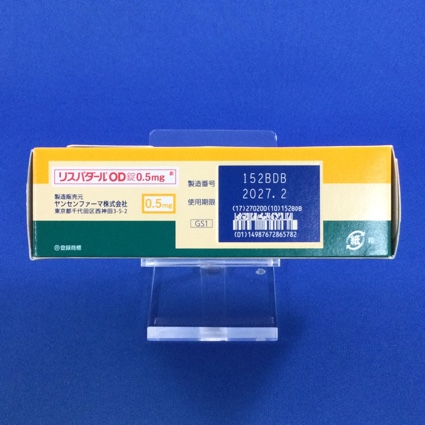 リスパダールOD錠0.5mg
製造販売元
ヤンセンファーマ株式会社
東京都千代田区西神田3-5-2
0.5mg
登録商標
製造番号
152BDB
使用期限
2027.2
GS1
(17)270200(10)152BDB
(01)14987672865782
紙
箱